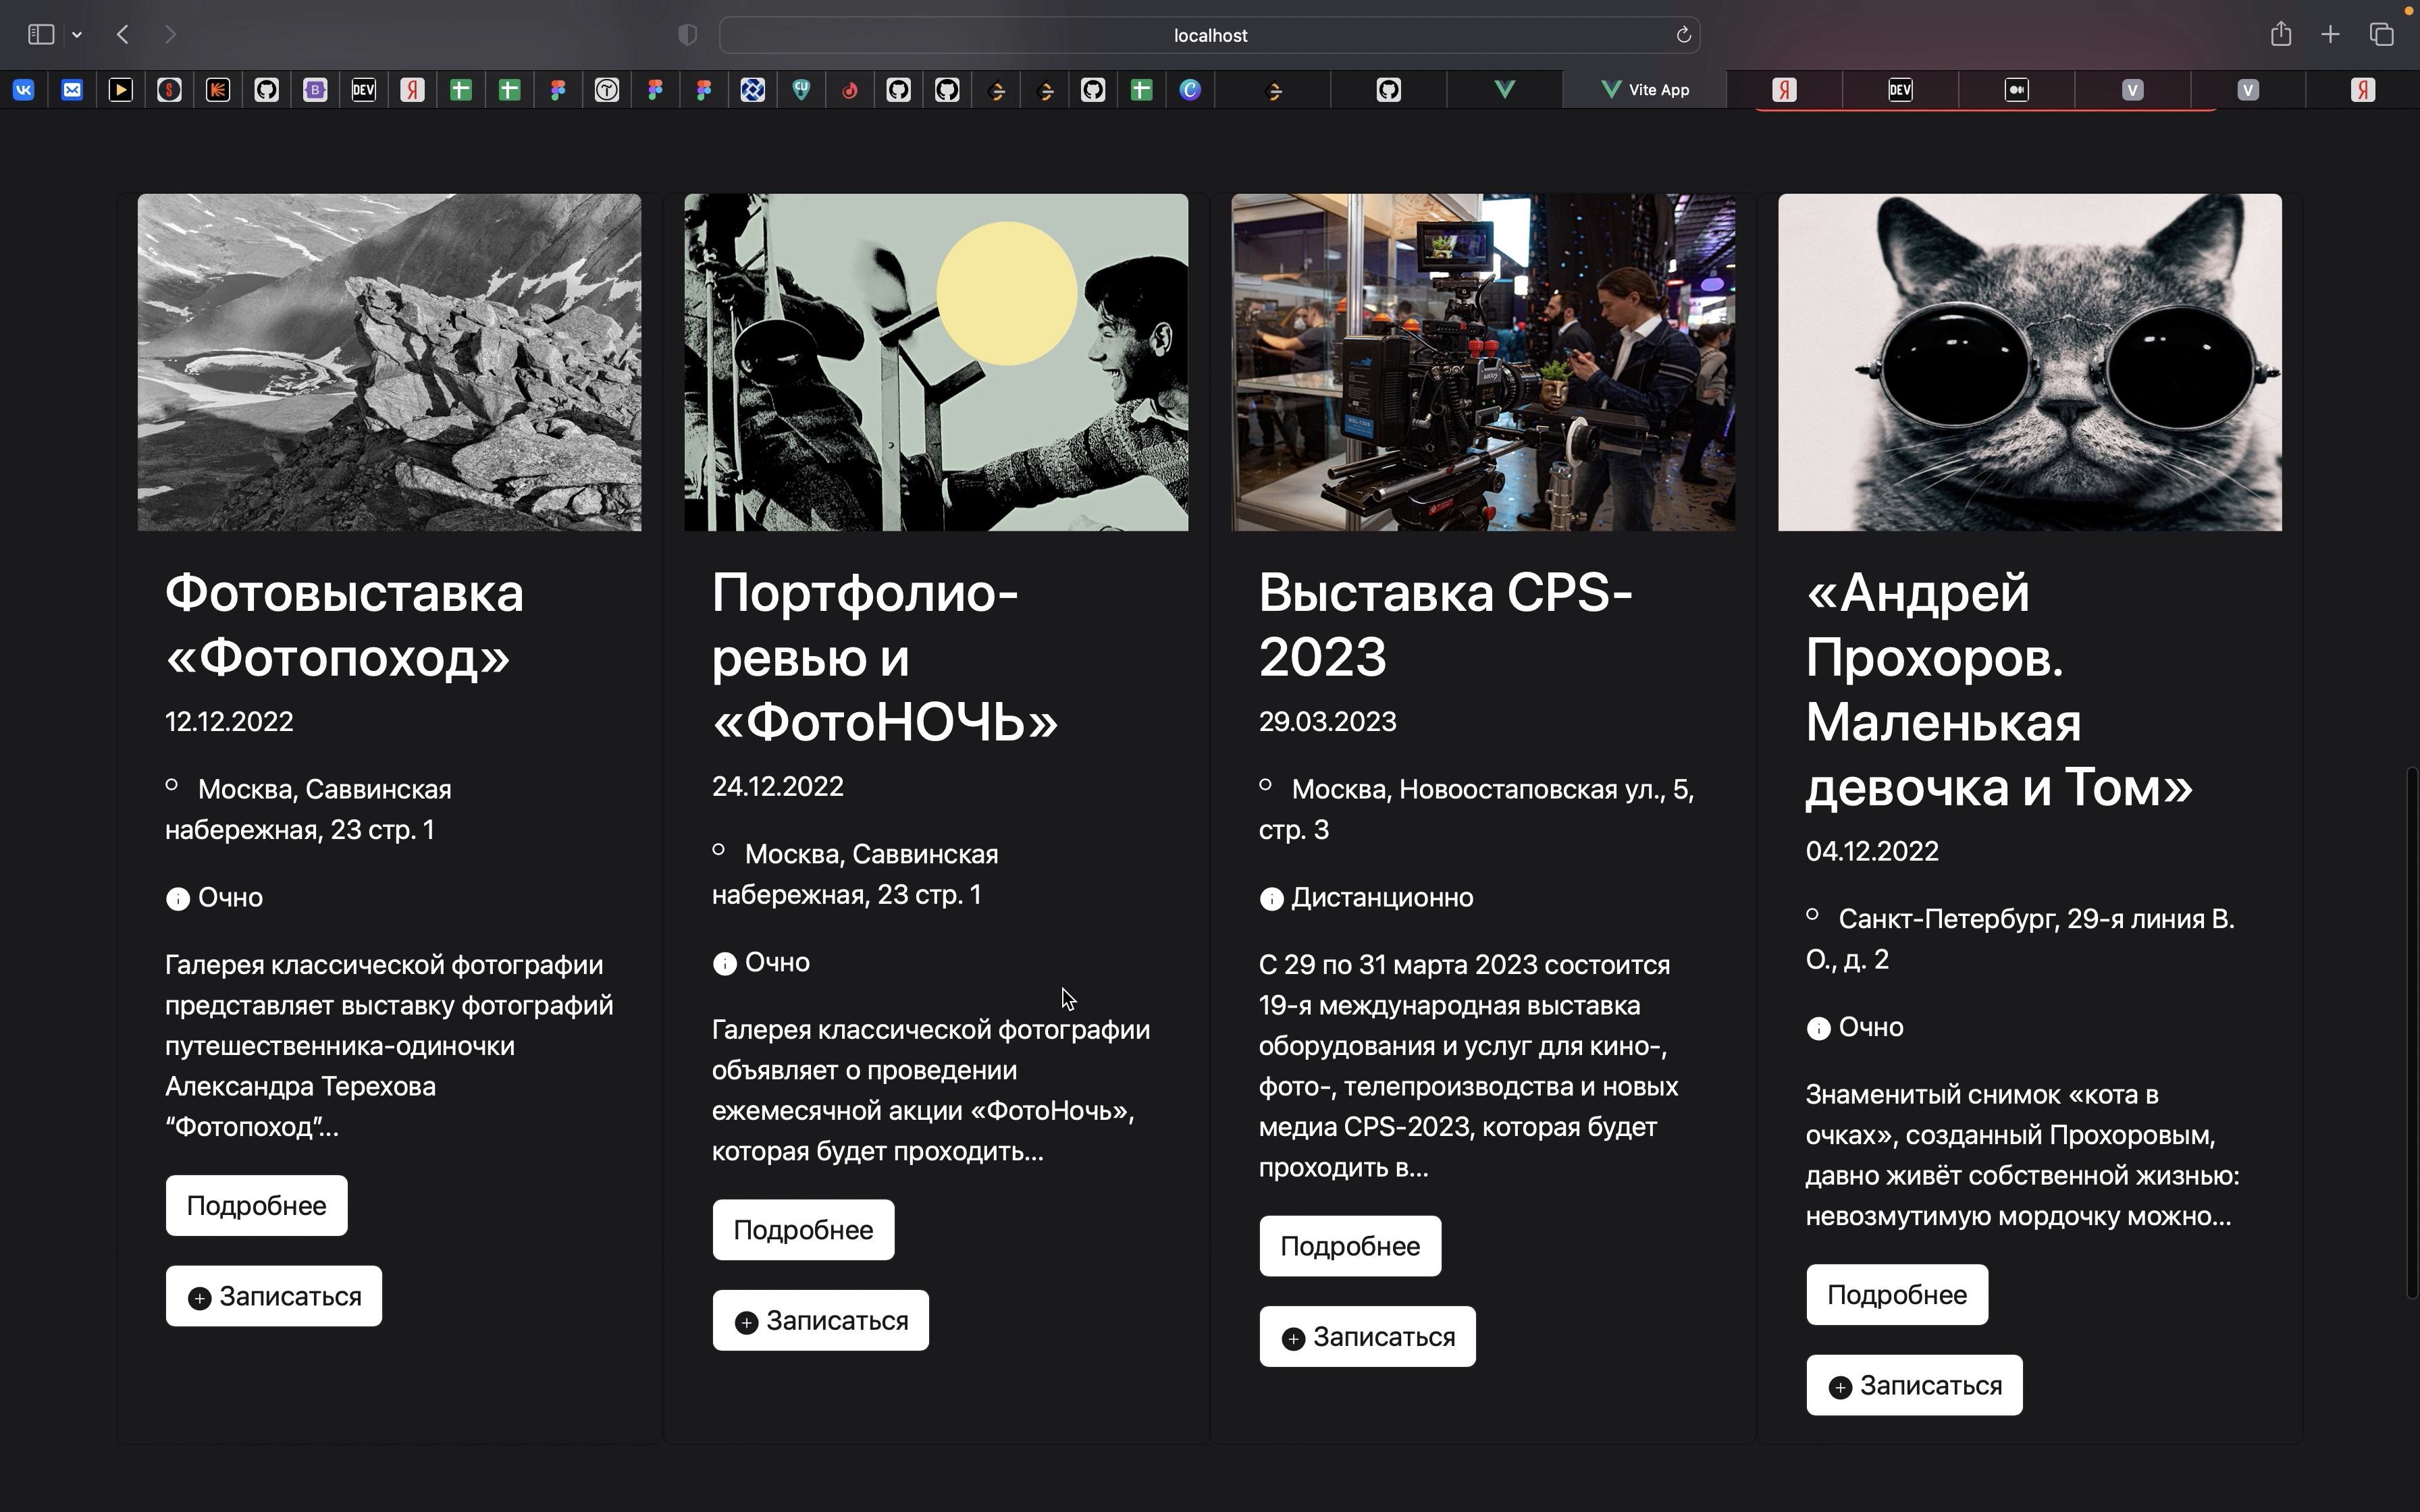 localhost
DEV
Vite App
DEV
Фотовыставка
«Фотопоход»
12.12.2022
Москва, Саввинская
набережная, 23 стр. 1
Очно
Галерея классической фотографии
представляет выставку фотографий
путешественника-одиночки
Александра Терехова
“Фотопоход”...
Подробнее
Записаться
Портфолио-
ревью и
«ФотоНОЧЬ»
24.12.2022
Москва, Саввинская
набережная, 23 стр. 1
Очно
Галерея классической фотографии
объявляет о проведении
ежемесячной акции «ФотоНочь»,
которая будет проходить...
Подробнее
Записаться
Выставка CPS-
2023
29.03.2023
Москва, Новоостаповская ул., 5,
стр. 3
Дистанционно
С 29 по 31 марта 2023 состоится
19-я международная выставка
оборудования и услуг для кино-,
фото-, телепроизводства и новых
медиа CPS-2023, которая будет
проходить в...
Подробнее
Записаться
«Андрей
Прохоров.
Маленькая
девочка и Том»
04.12.2022
Санкт-Петербург, 29-я линия В.
О., д. 2
Очно
Знаменитый снимок «кота в
очках», созданный Прохоровым,
давно живёт собственной жизнью:
невозмутимую мордочку можно...
Подробнее
Записаться